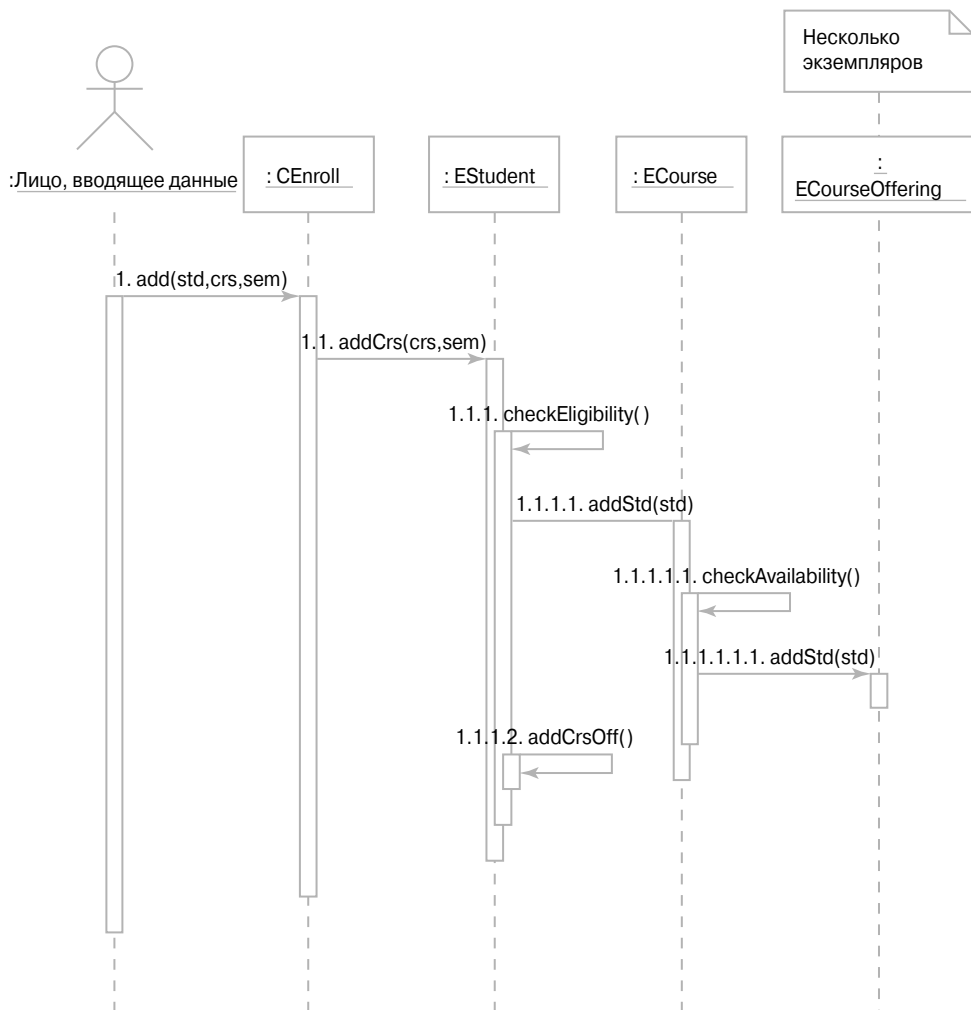 Несколько
экземпляров
:Лицо, вводящее данные
: CEnroll
: EStudent
: ECourse
:
ECourseOffering
1. add(std,crs,sem)
1.1. addCrs(crs,sem)
1.1.1. checkEligibility()
1.1.1.1. addStd(std)
1.1.1.1.1. checkAvailability()
1.1.1.1.1.1. addStd(std)
1.1.1.2. addCrsOff()